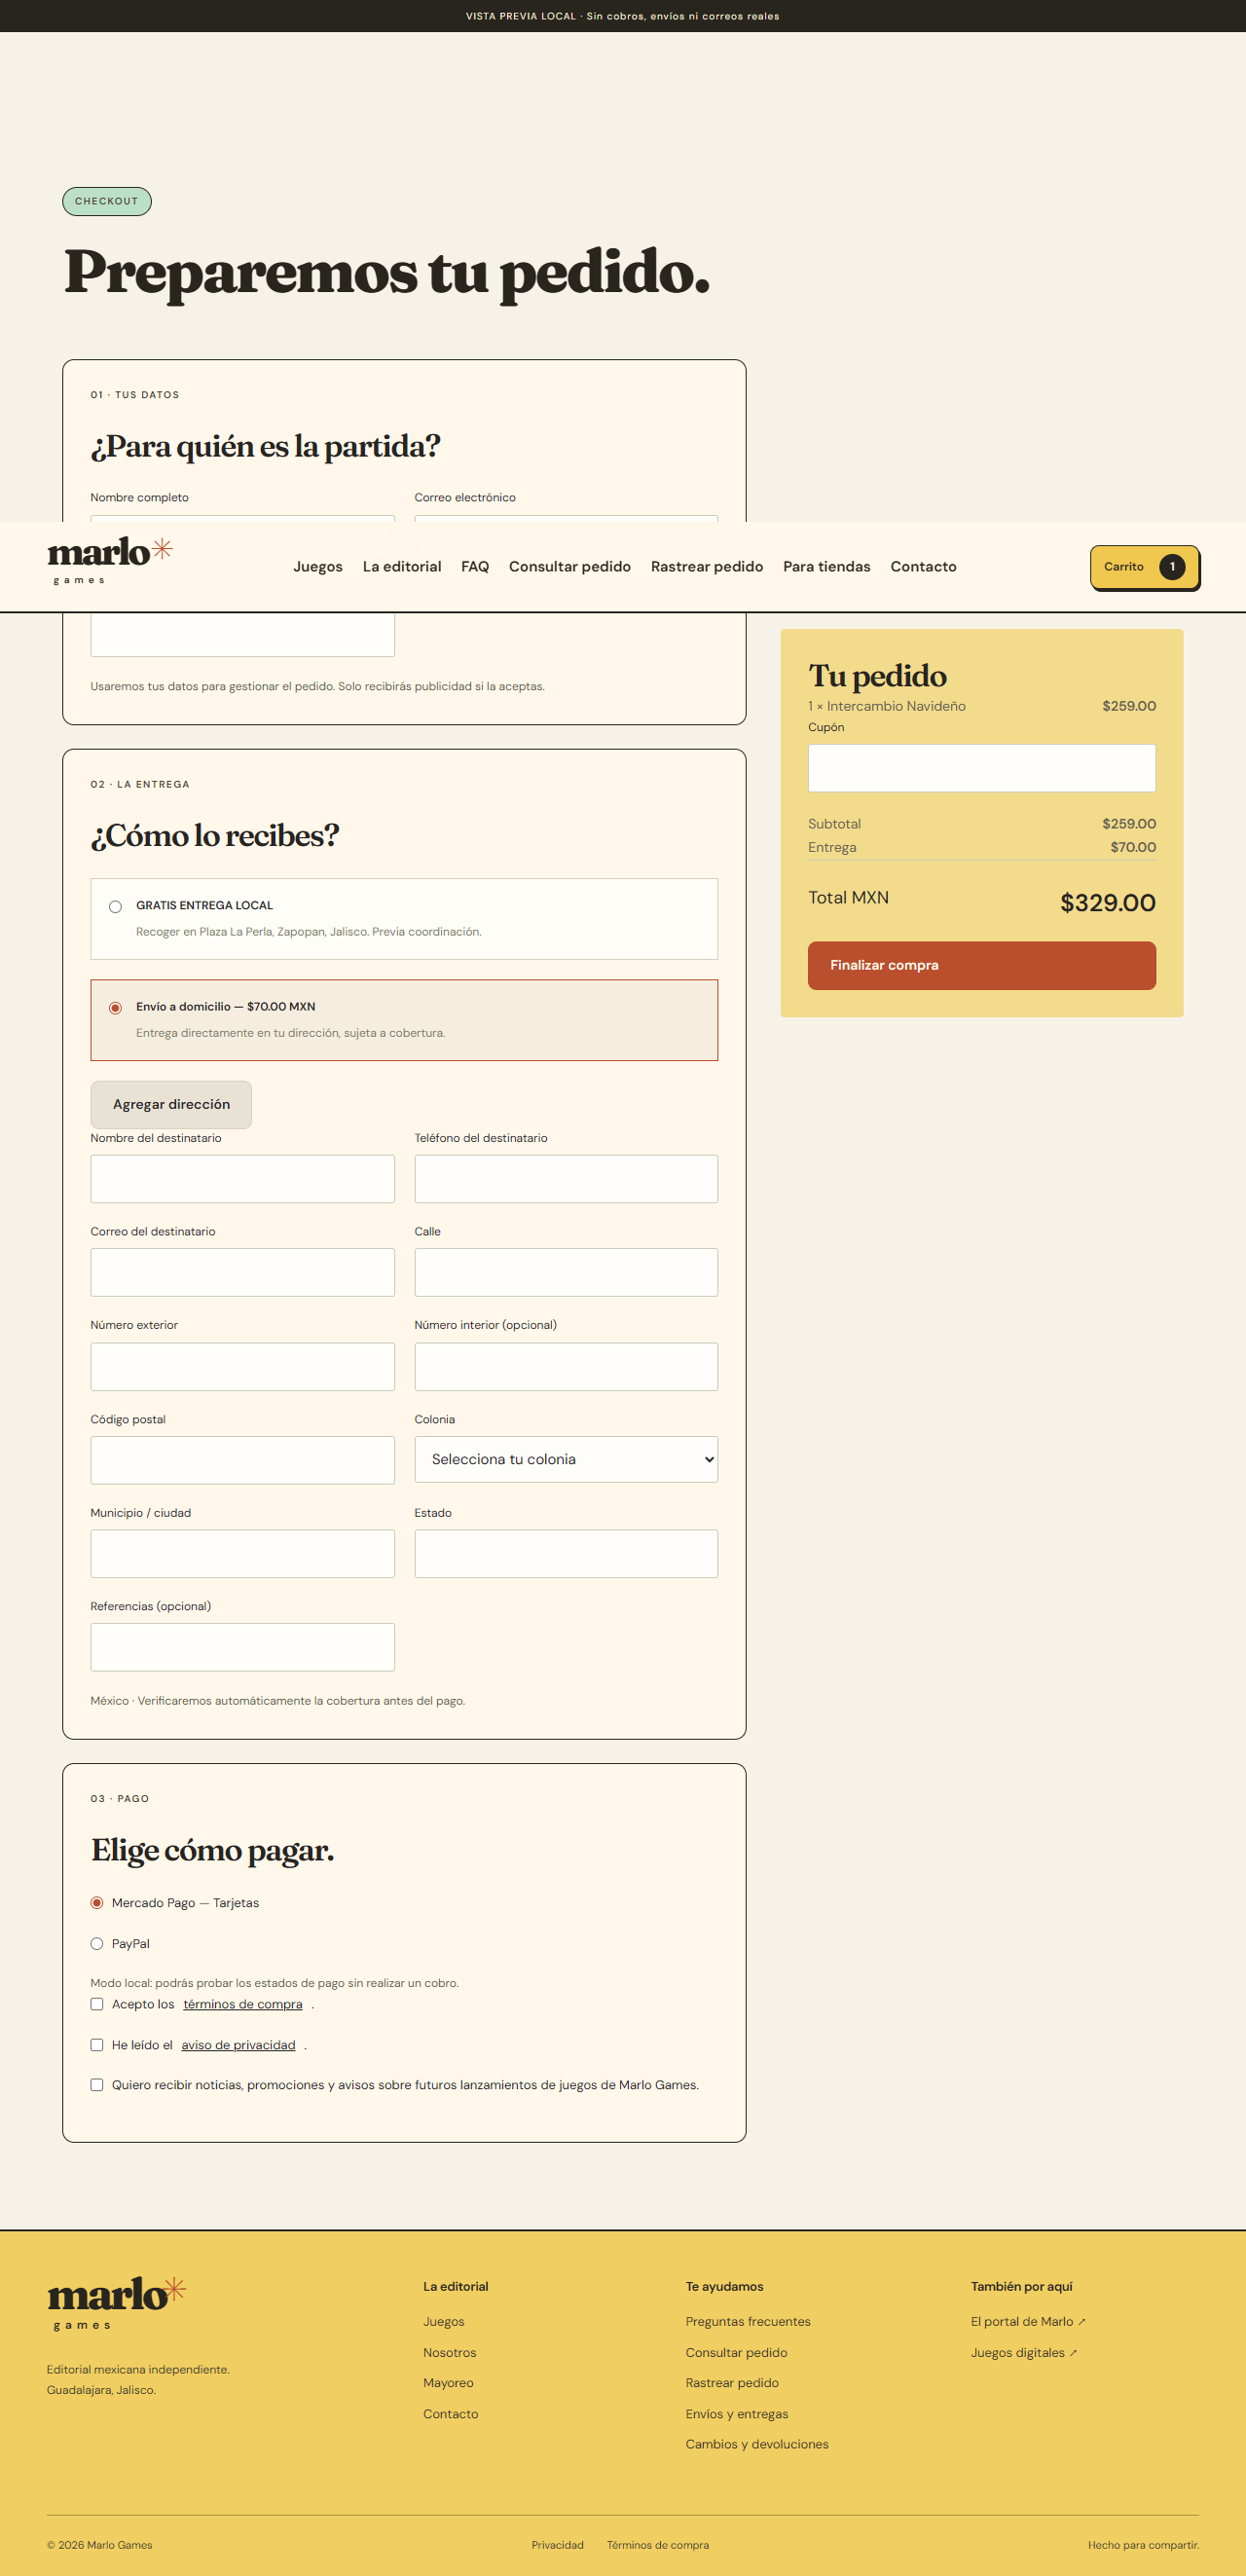 VISTA PREVIA LOCAL · Sin cobros, envíos ni correos reales
CHECKOUT
Preparemos tu pedido.
01 · TUS DATOS
¿Para quién es la partida?
Nombre completo
Correo electrónico
marlo
games
Juegos
La editorial
FAQ
Consultar pedido
Rastrear pedido
Para tiendas
Contacto
Carrito 1
Usaremos tus datos para gestionar el pedido. Solo recibirás publicidad si la aceptas.
Tu pedido
1 × Intercambio Navideño $259.00
Cupón
Subtotal $259.00
Entrega $70.00
Total MXN $329.00
Finalizar compra
02 · LA ENTREGA
¿Cómo lo recibes?
GRATIS ENTREGA LOCAL
Recoger en Plaza La Perla, Zapopan, Jalisco. Previa coordinación.
Envío a domicilio — $70.00 MXN
Entrega directamente en tu dirección, sujeta a cobertura.
Agregar dirección
Nombre del destinatario
Teléfono del destinatario
Correo del destinatario
Calle
Número exterior
Número interior (opcional)
Código postal
Colonia
Selecciona tu colonia
Municipio / ciudad
Estado
Referencias (opcional)
México · Verificaremos automáticamente la cobertura antes del pago.
03 · PAGO
Elige cómo pagar.
Mercado Pago — Tarjetas
PayPal
Modo local: podrás probar los estados de pago sin realizar un cobro.
Acepto los términos de compra .
He leído el aviso de privacidad .
Quiero recibir noticias, promociones y avisos sobre futuros lanzamientos de juegos de Marlo Games.
marlo
games
Editorial mexicana independiente.
Guadalajara, Jalisco.
La editorial
Juegos
Nosotros
Mayoreo
Contacto
Te ayudamos
Preguntas frecuentes
Consultar pedido
Rastrear pedido
Envíos y entregas
Cambios y devoluciones
También por aquí
El portal de Marlo ↗
Juegos digitales ↗
© 2026 Marlo Games
Privacidad
Términos de compra
Hecho para compartir.